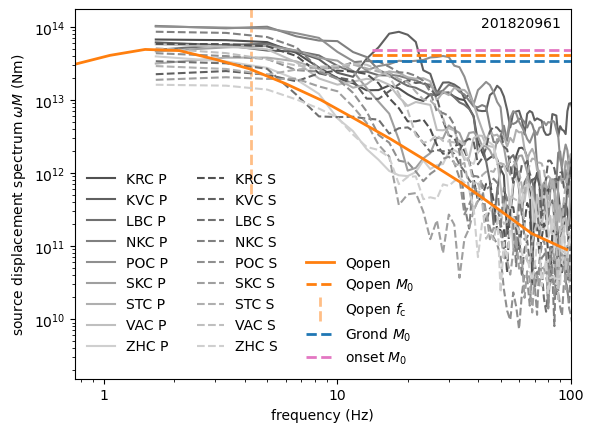 201820961
source displacement spectrum ωM (Nm)
10¹⁴
10¹³
10¹²
10¹¹
10¹⁰
KRC P
KVC P
LBC P
NKC P
POC P
SKC P
STC P
VAC P
ZHC P
KRC S
KVC S
LBC S
NKC S
POC S
SKC S
STC S
VAC S
ZHC S
Qopen
Qopen M₀
Qopen f_c
Grond M₀
onset M₀
1
10
100
frequency (Hz)